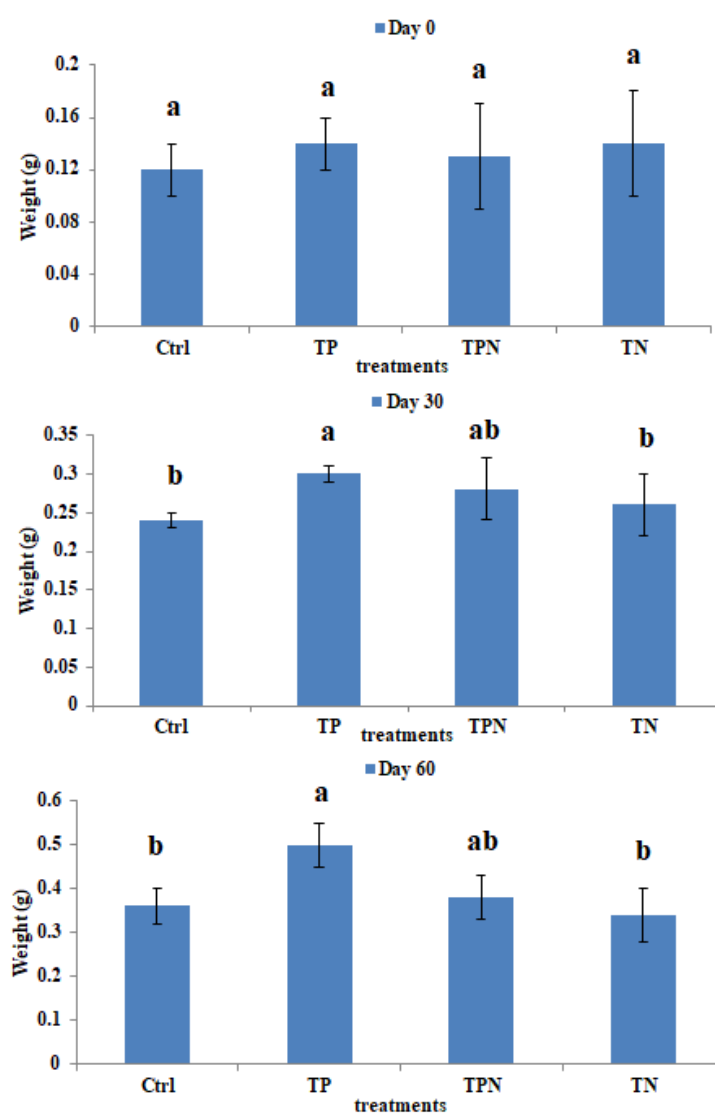 Day 0
Weight (g)
0.2
0.16
0.12
0.08
0.04
0
a a a a
Ctrl TP TPN TN
treatments
Day 30
Weight (g)
0.35
0.3
0.25
0.2
0.15
0.1
0.05
0
b a ab b
Ctrl TP TPN TN
treatments
Day 60
Weight (g)
0.6
0.5
0.4
0.3
0.2
0.1
0
b a ab b
Ctrl TP TPN TN
treatments